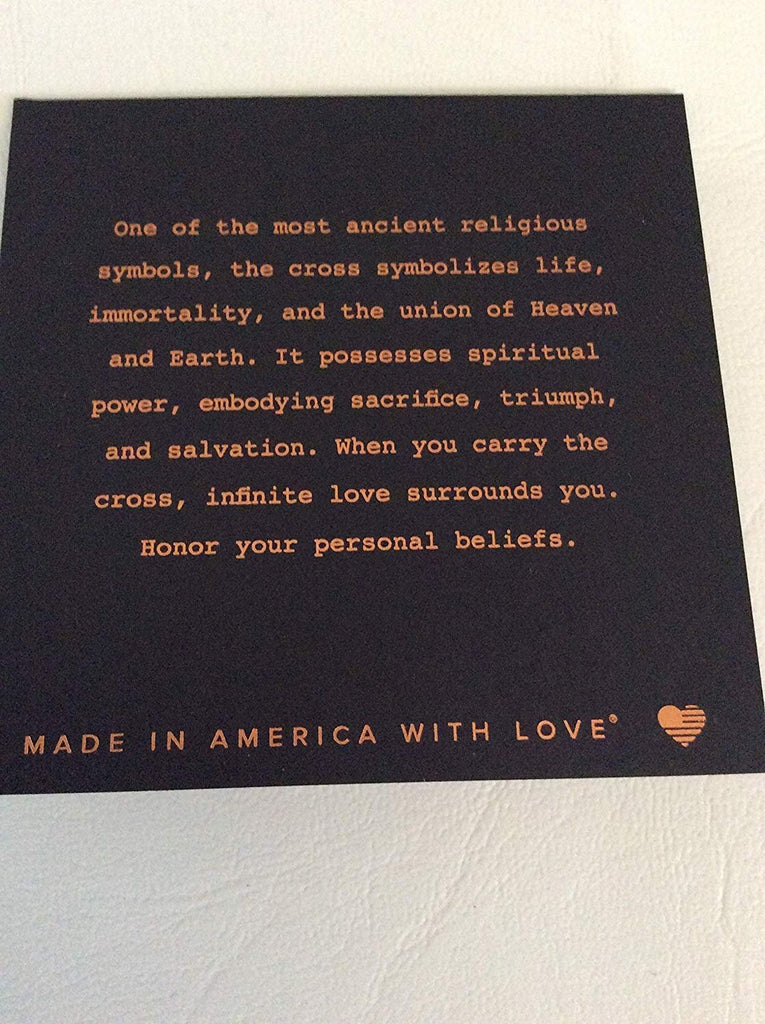 One of the most ancient religious
symbols, the cross symbolizes life,
immortality, and the union of Heaven
and Earth. It possesses spiritual
power, embodying sacrifice, triumph,
and salvation. When you carry the
cross, infinite love surrounds you.
Honor your personal beliefs.
MADE IN AMERICA WITH LOVE®